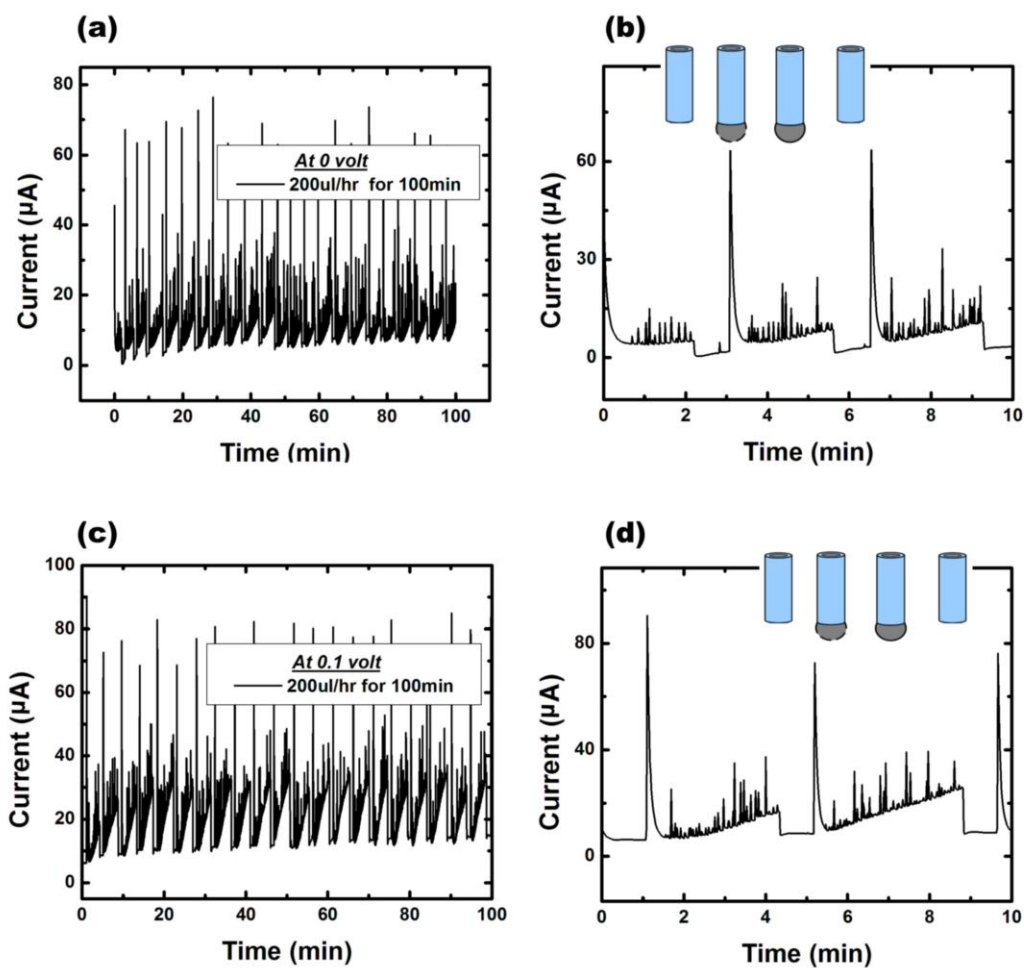 (a)
80
60
40
20
0
Current (µA)
At 0 volt
200ul/hr for 100min
0 20 40 60 80 100
Time (min)
(b)
60
30
0
Current (µA)
0 2 4 6 8 10
Time (min)
(c)
100
80
60
40
20
0
Current (µA)
At 0.1 volt
200ul/hr for 100min
0 20 40 60 80 100
Time (min)
(d)
80
40
0
Current (µA)
0 2 4 6 8 10
Time (min)